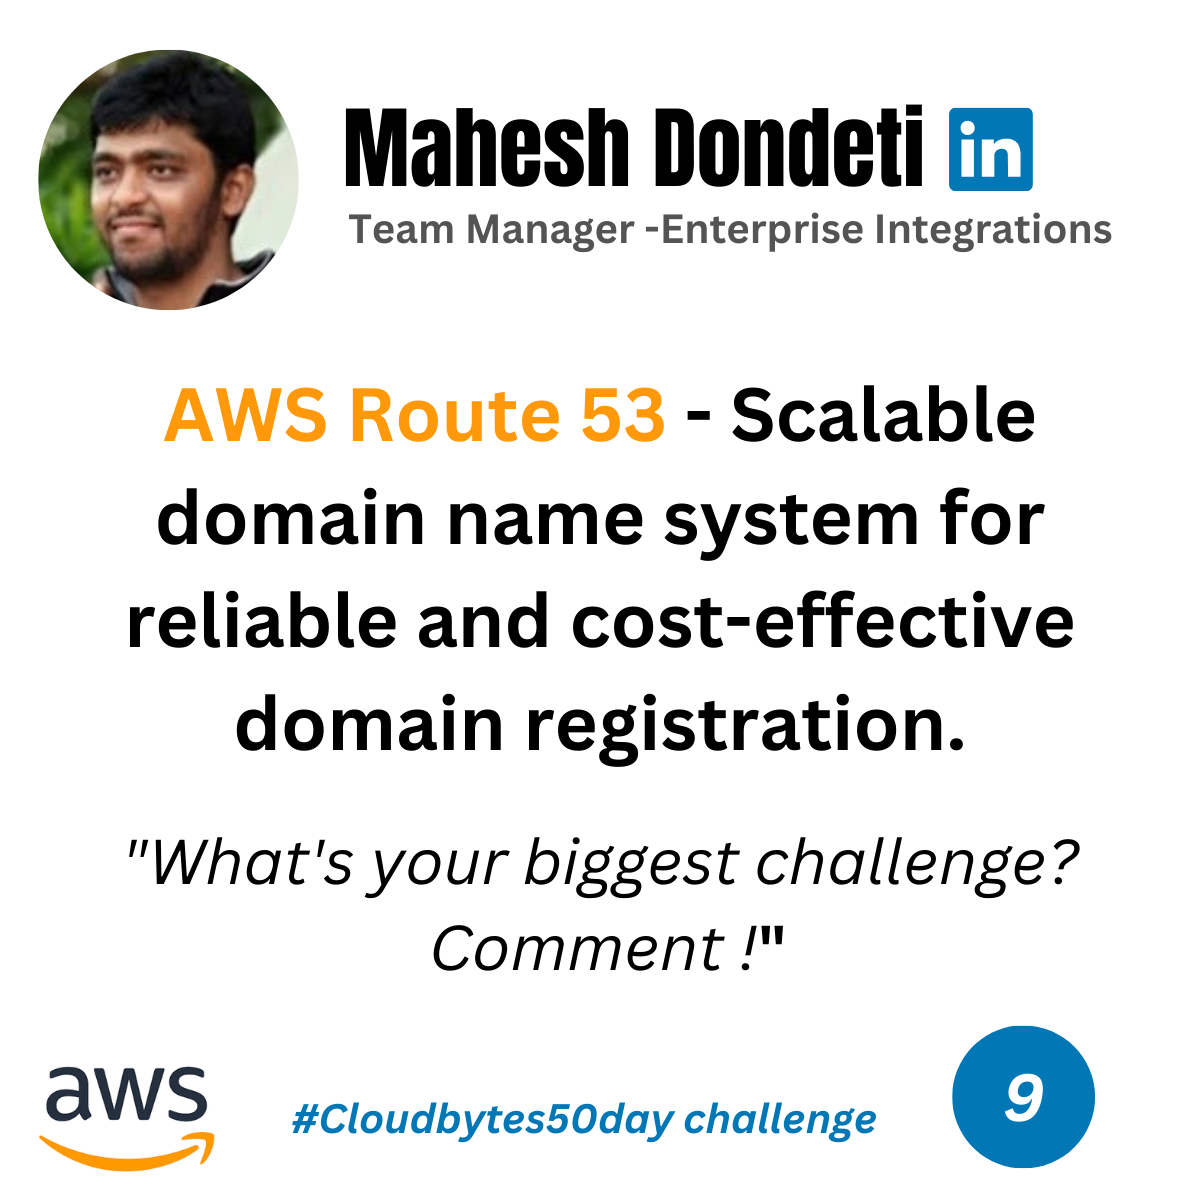 Mahesh Dondeti in
Team Manager -Enterprise Integrations
AWS Route 53 - Scalable
domain name system for
reliable and cost-effective
domain registration.
"What's your biggest challenge?
Comment !"
aws
#Cloudbytes50day challenge
9